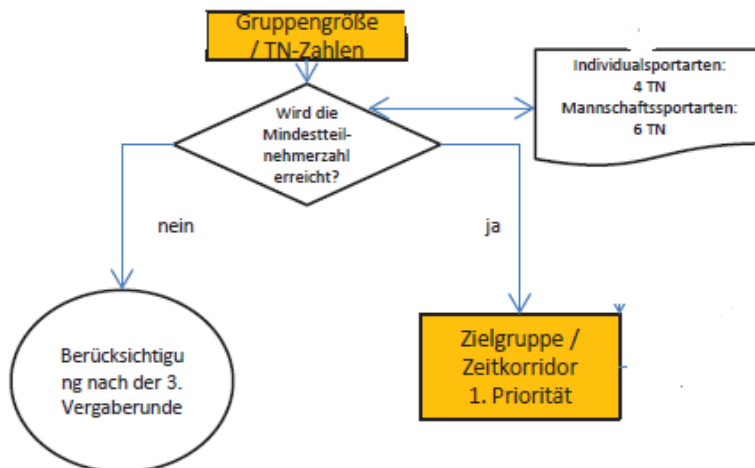 Gruppengröße
/ TN-Zahlen
Individualsportarten:
4 TN
Mannschaftssportarten:
6 TN
Wird die
Mindestteil-
nehmerzahl
erreicht?
nein
ja
Berücksichtigu
ng nach der 3.
Vergaberunde
Zielgruppe /
Zeitkorridor
1. Priorität